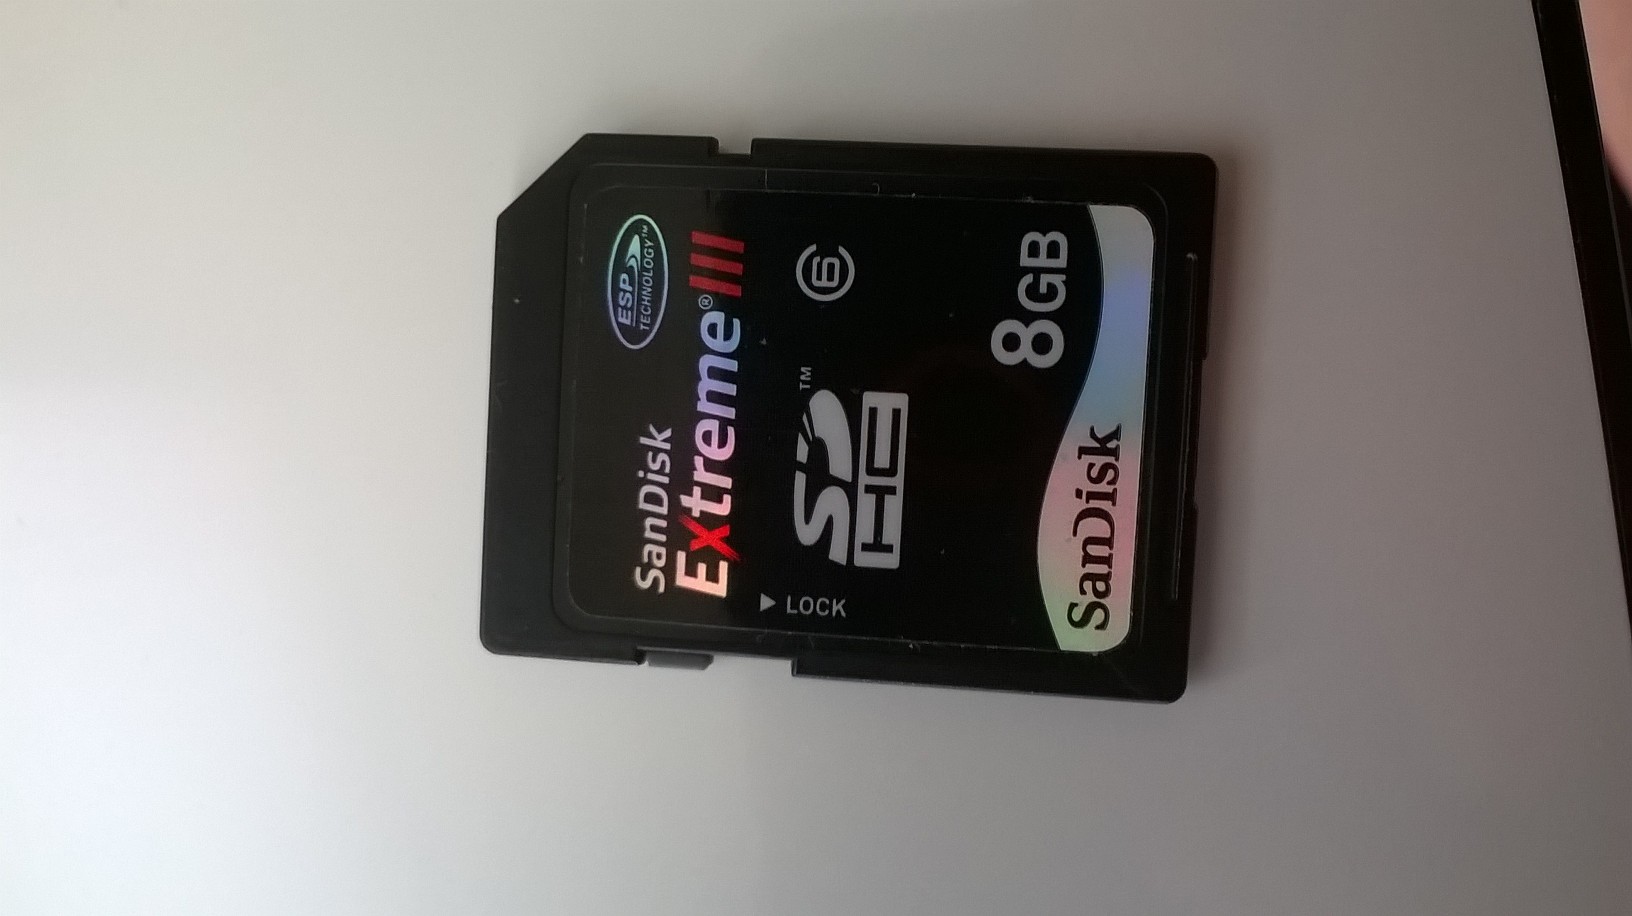 ESP
TECHNOLOGY™
SanDisk
Extreme® III
▶ LOCK
SD™
HC
6
8GB
SanDisk